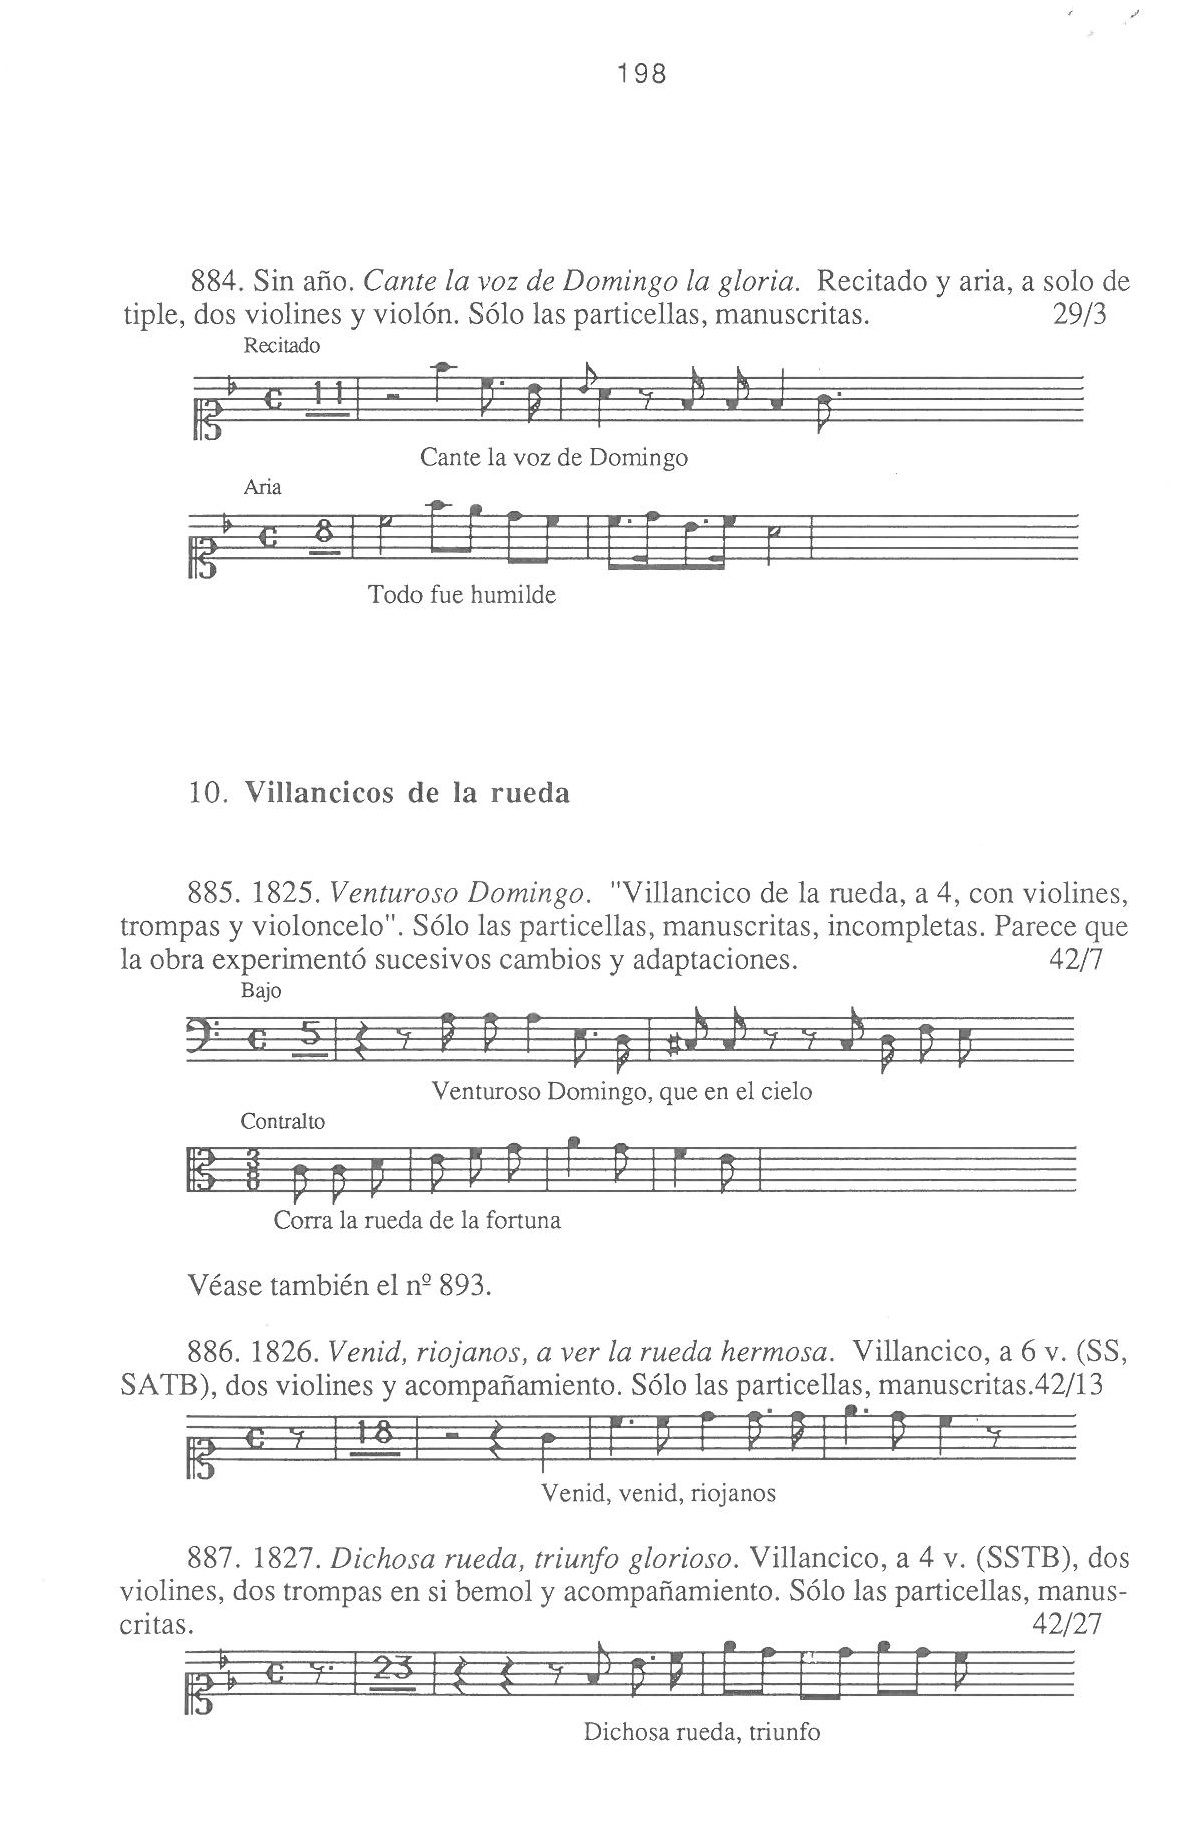 198
884. Sin año. Cante la voz de Domingo la gloria. Recitado y aria, a solo de
tiple, dos violines y violón. Sólo las particellas, manuscritas. 29/3
Recitado
11
Cante la voz de Domingo
Aria
8
Todo fue humilde
10. Villancicos de la rueda
885. 1825. Venturoso Domingo. "Villancico de la rueda, a 4, con violines,
trompas y violoncelo". Sólo las particellas, manuscritas, incompletas. Parece que
la obra experimentó sucesivos cambios y adaptaciones. 42/7
Bajo
5
Venturoso Domingo, que en el cielo
Contralto
3
8
Corra la rueda de la fortuna
Véase también el nº 893.
886. 1826. Venid, riojanos, a ver la rueda hermosa. Villancico, a 6 v. (SS,
SATB), dos violines y acompañamiento. Sólo las particellas, manuscritas.42/13
18
Venid, venid, riojanos
887. 1827. Dichosa rueda, triunfo glorioso. Villancico, a 4 v. (SSTB), dos
violines, dos trompas en si bemol y acompañamiento. Sólo las particellas, manus-
critas. 42/27
23
Dichosa rueda, triunfo